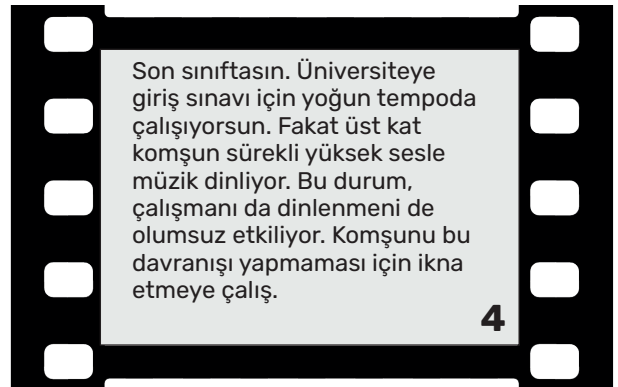 Son sınıftasın. Üniversiteye
giriş sınavı için yoğun tempoda
çalışıyorsun. Fakat üst kat
komşun sürekli yüksek sesle
müzik dinliyor. Bu durum,
çalışmanı da dinlenmeni de
olumsuz etkiliyor. Komşunu bu
davranışı yapmaması için ikna
etmeye çalış.
4